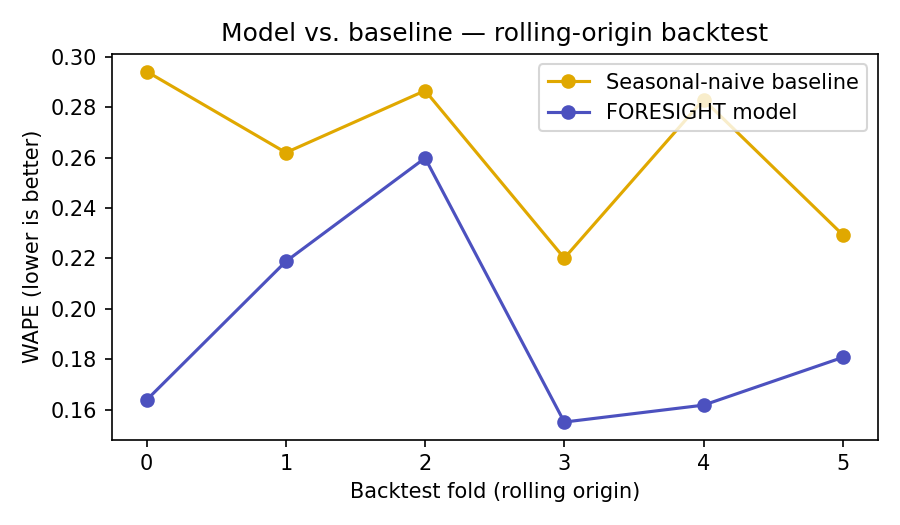 Model vs. baseline — rolling-origin backtest
Seasonal-naive baseline
FORESIGHT model
WAPE (lower is better)
0.30
0.28
0.26
0.24
0.22
0.20
0.18
0.16
0 1 2 3 4 5
Backtest fold (rolling origin)